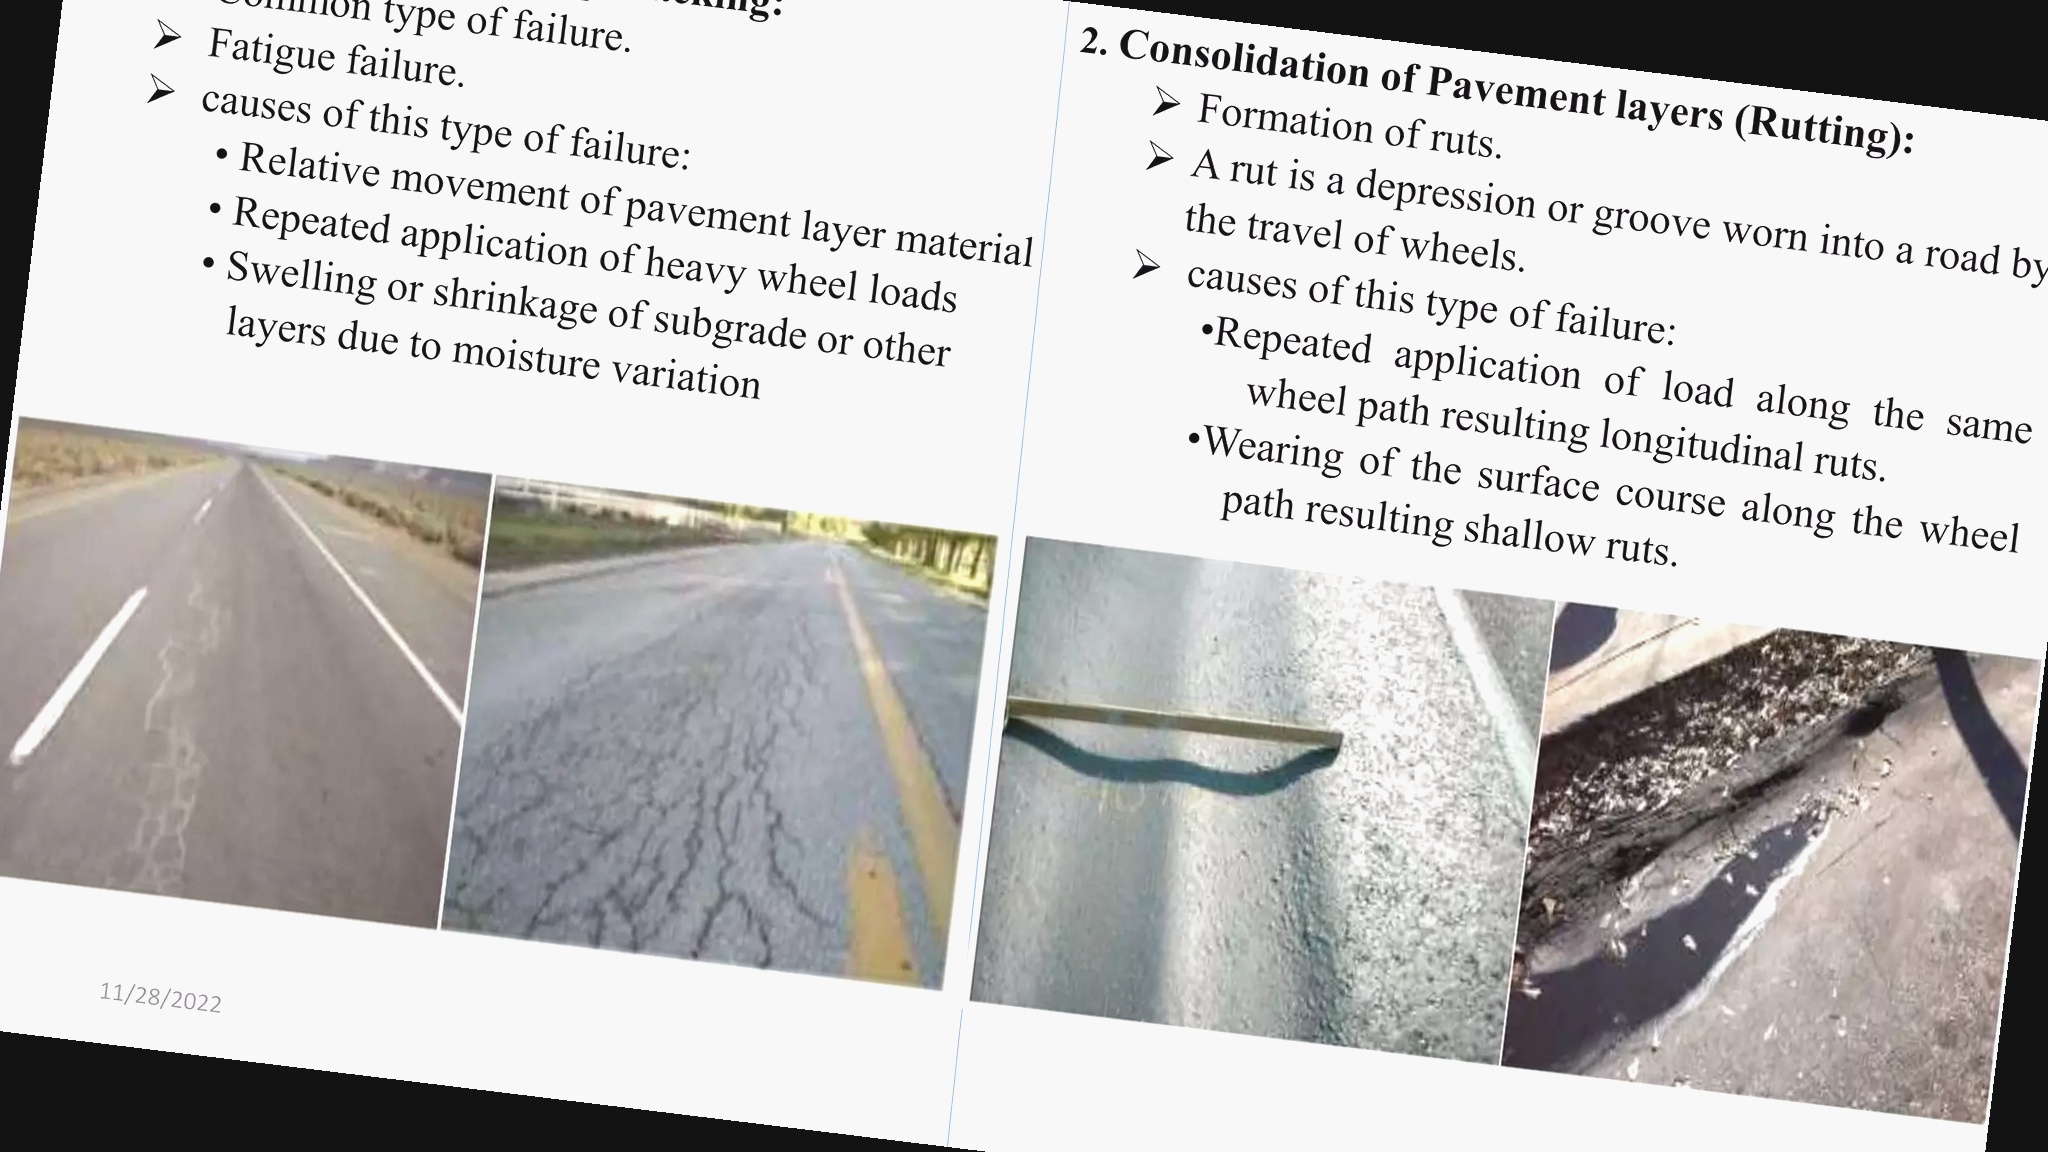 Common type of failure.
➢ Fatigue failure.
➢ causes of this type of failure:
• Relative movement of pavement layer material
• Repeated application of heavy wheel loads
• Swelling or shrinkage of subgrade or other
layers due to moisture variation
11/28/2022
2. Consolidation of Pavement layers (Rutting):
➢ Formation of ruts.
➢ A rut is a depression or groove worn into a road by
the travel of wheels.
➢ causes of this type of failure:
•Repeated application of load along the same
wheel path resulting longitudinal ruts.
•Wearing of the surface course along the wheel
path resulting shallow ruts.